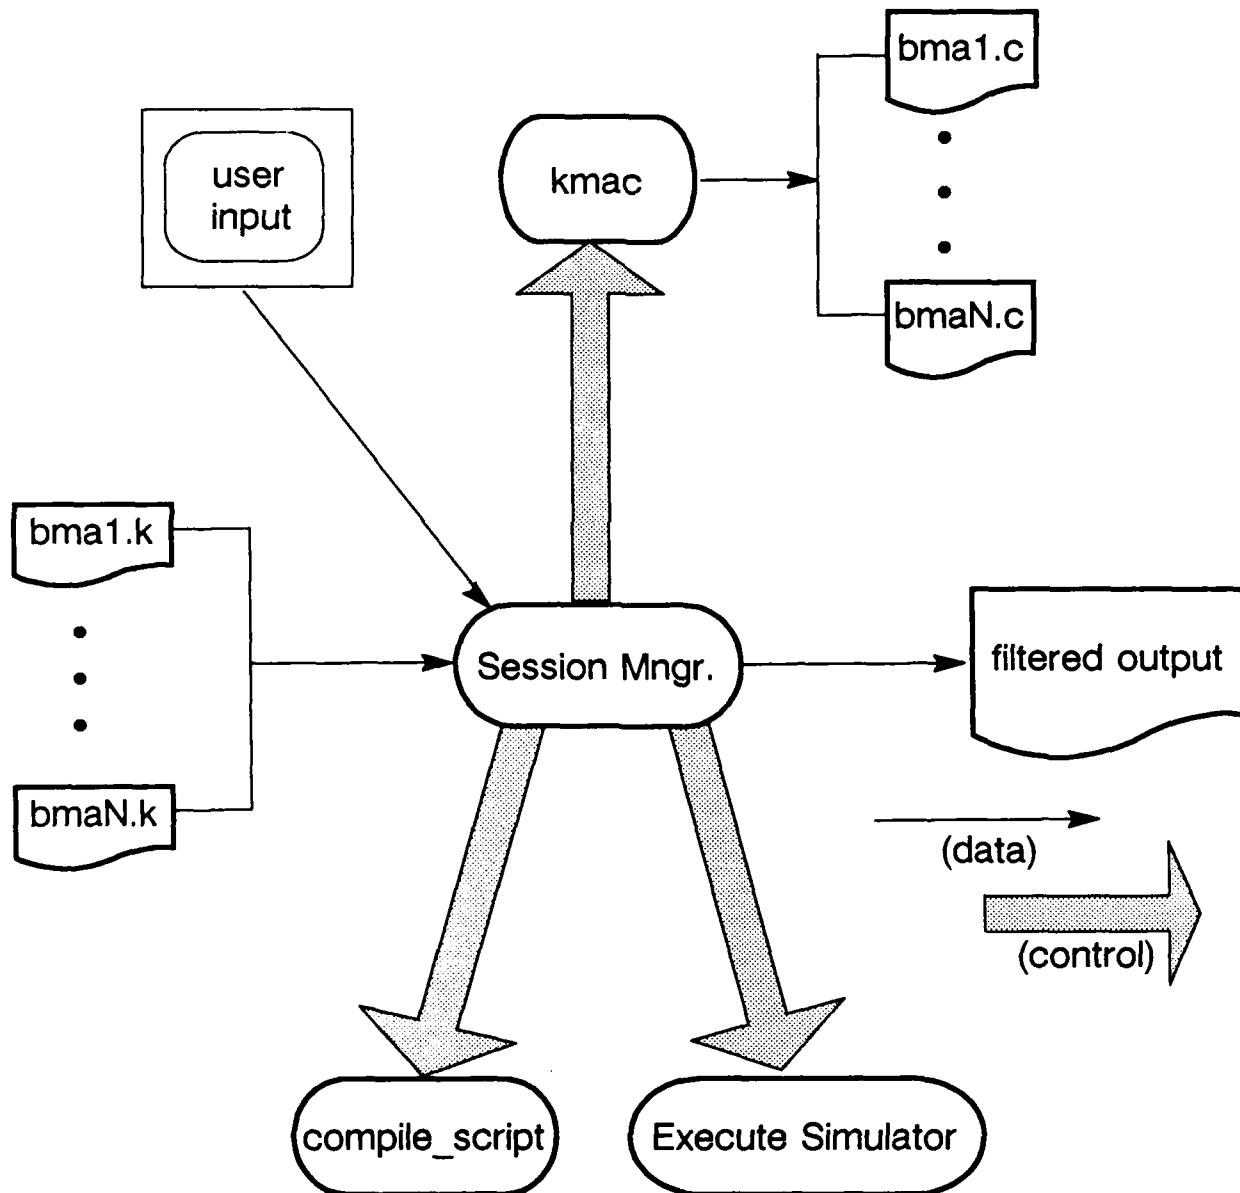 bma1.c
user
input
kmac
bmaN.c
bma1.k
Session Mngr.
filtered output
bmaN.k
(data)
(control)
compile_script
Execute Simulator